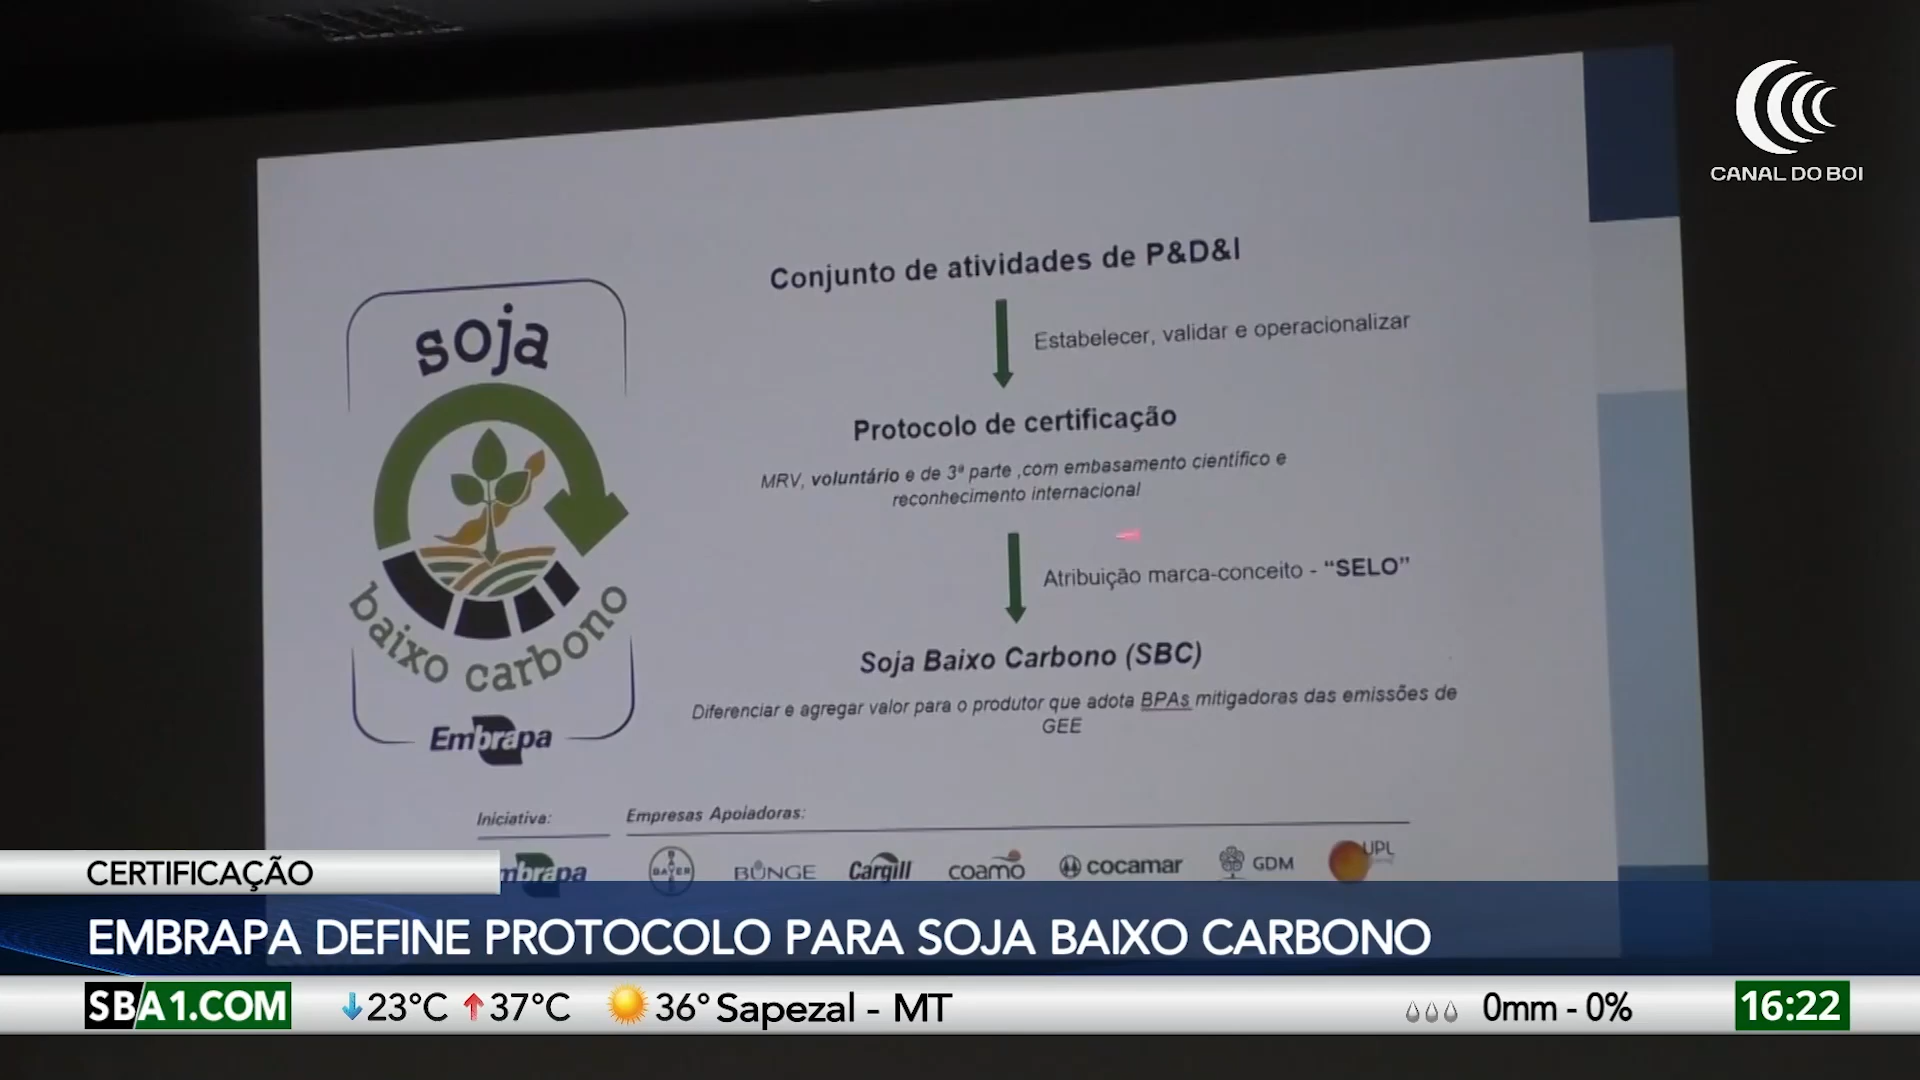 CANAL DO BOI
Conjunto de atividades de P&D&I
Estabelecer, validar e operacionalizar
Protocolo de certificação
MRV, voluntário e de 3ª parte ,com embasamento científico e
reconhecimento internacional
Atribuição marca-conceito - “SELO”
Soja Baixo Carbono (SBC)
Diferenciar e agregar valor para o produtor que adota BPAs mitigadoras das emissões de
GEE
soja
baixo carbono
Embrapa
Iniciativa:
Empresas Apoiadoras:
mbrapa
BAYER
BUNGE
Cargill
coamo
cocamar
GDM
UPL
CERTIFICAÇÃO
EMBRAPA DEFINE PROTOCOLO PARA SOJA BAIXO CARBONO
SBA1.COM
23°C 37°C
36° Sapezal - MT
0mm - 0%
16:22